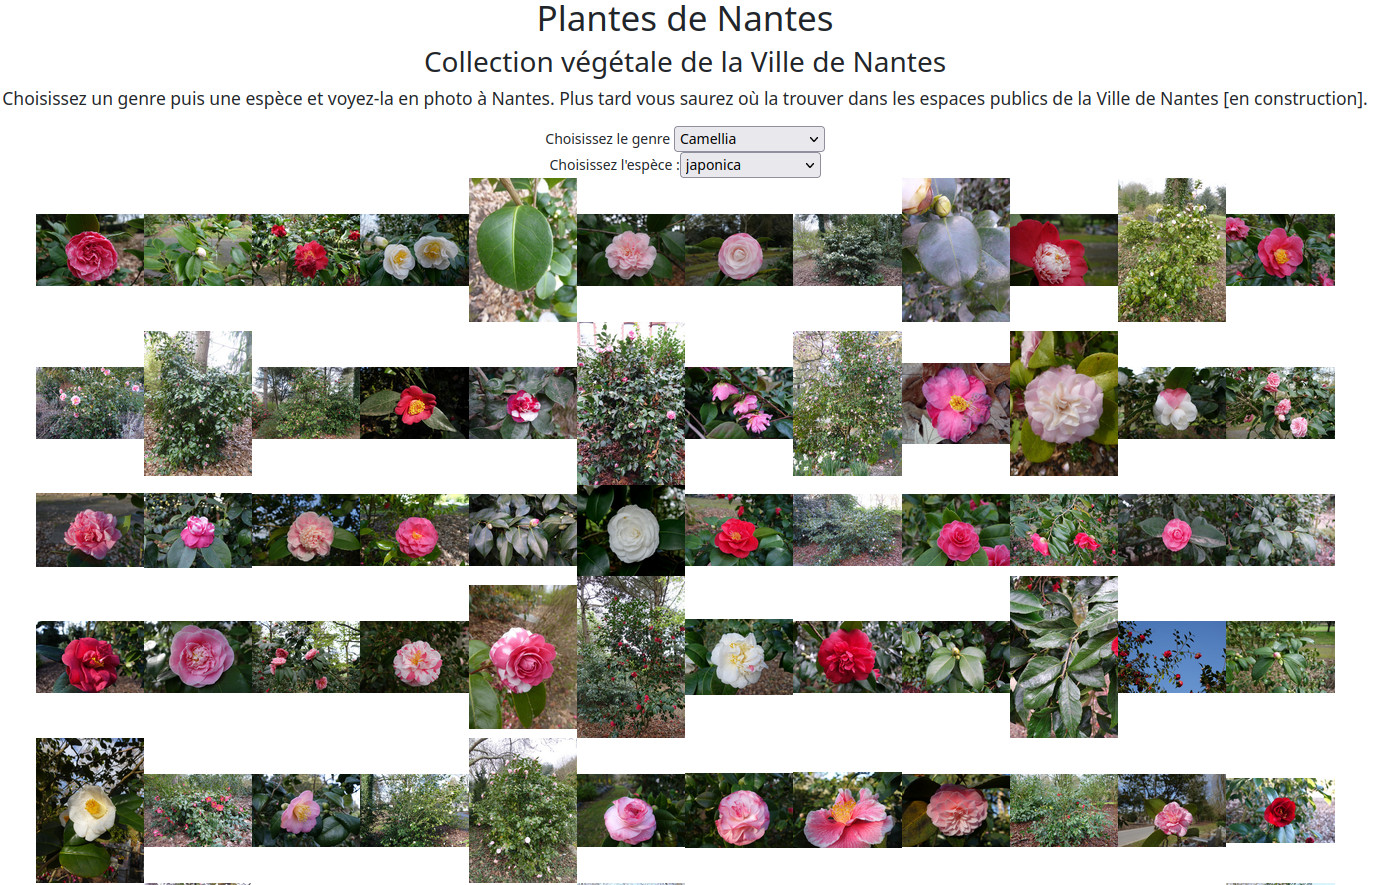 Plantes de Nantes
Collection végétale de la Ville de Nantes
Choisissez un genre puis une espèce et voyez-la en photo à Nantes. Plus tard vous saurez où la trouver dans les espaces publics de la Ville de Nantes [en construction].
Choisissez le genre Camellia
Choisissez l'espèce : japonica